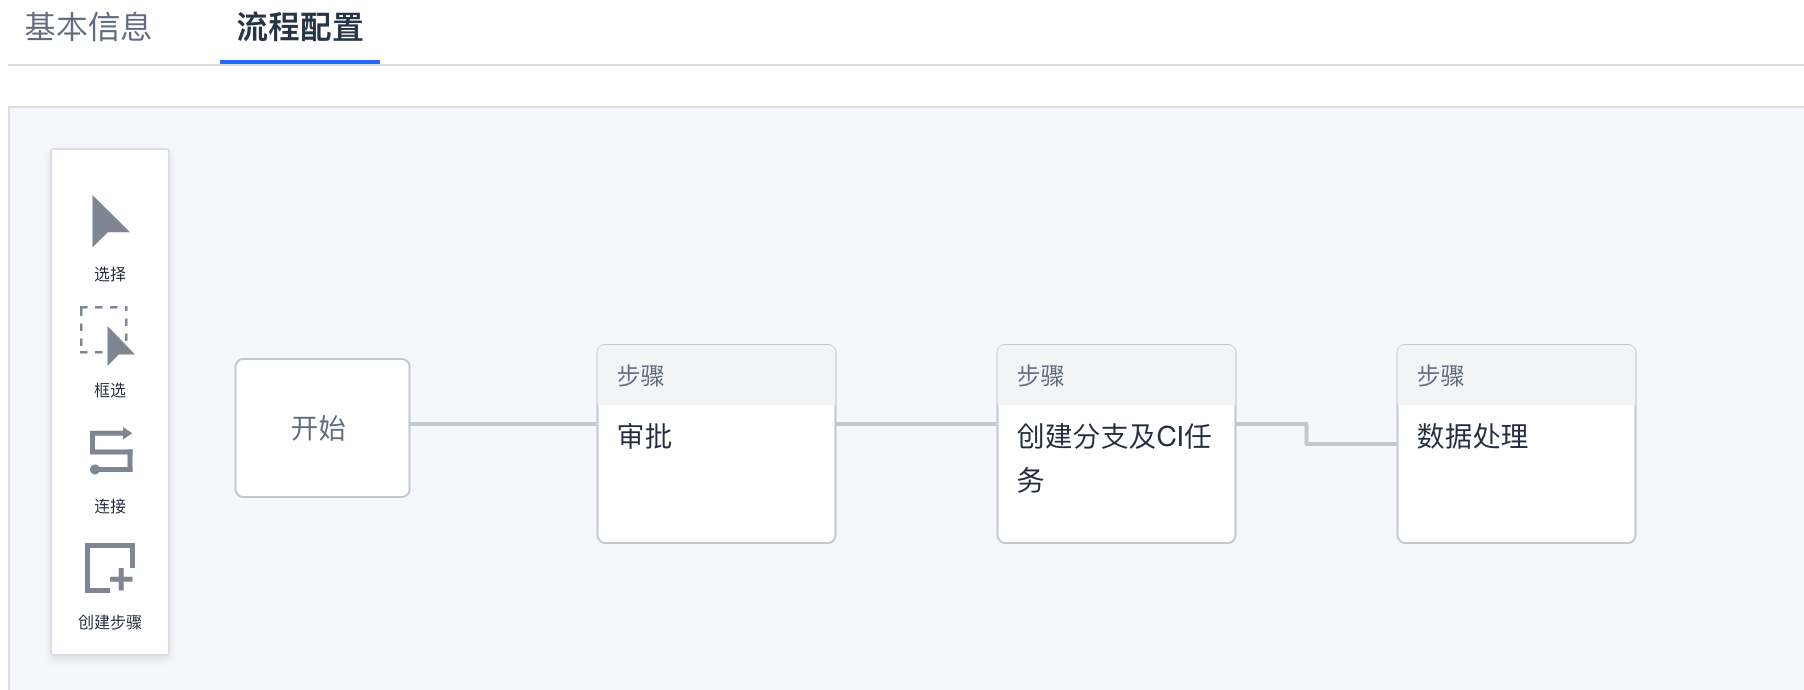 基本信息
流程配置
选择
框选
连接
创建步骤
开始
步骤
审批
步骤
创建分支及CI任
务
步骤
数据处理